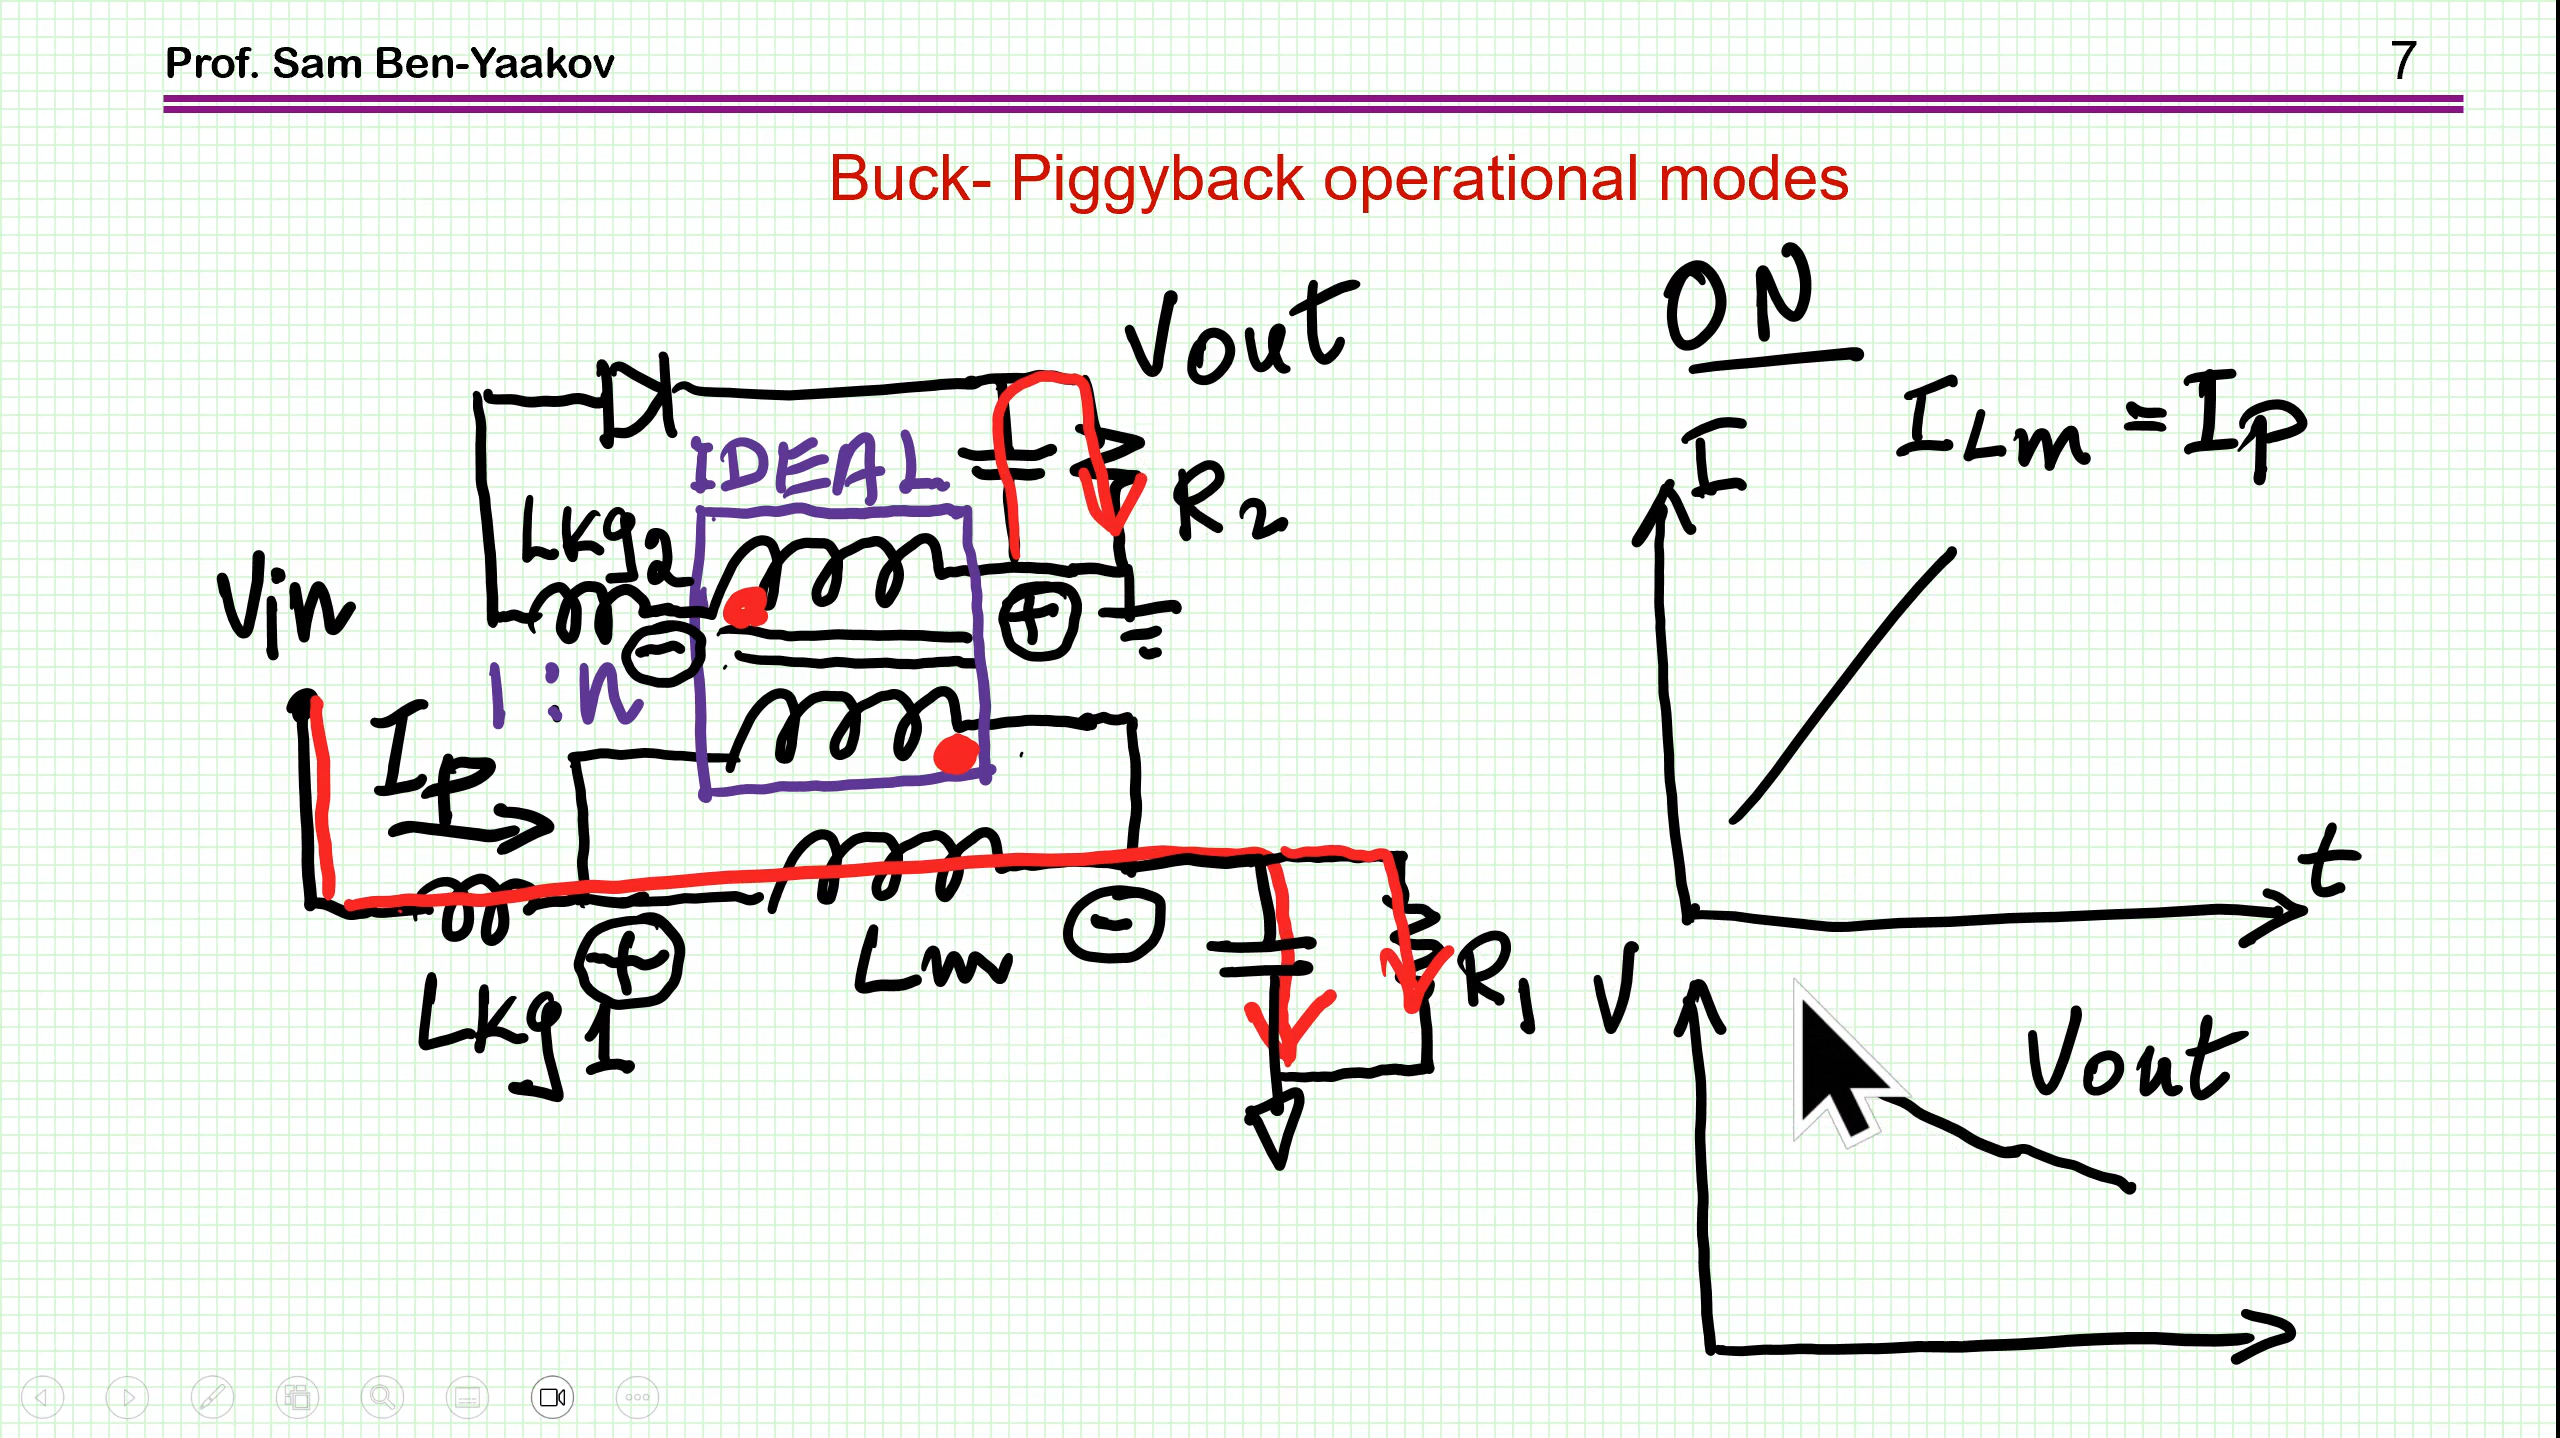 Prof. Sam Ben-Yaakov
7
Buck- Piggyback operational modes
ON
Vout
I
ILm = Ip
IDEAL
R2
Lkg2
Vin
1:n
Ip
t
Lm
R1
V
Lkg1
Vout